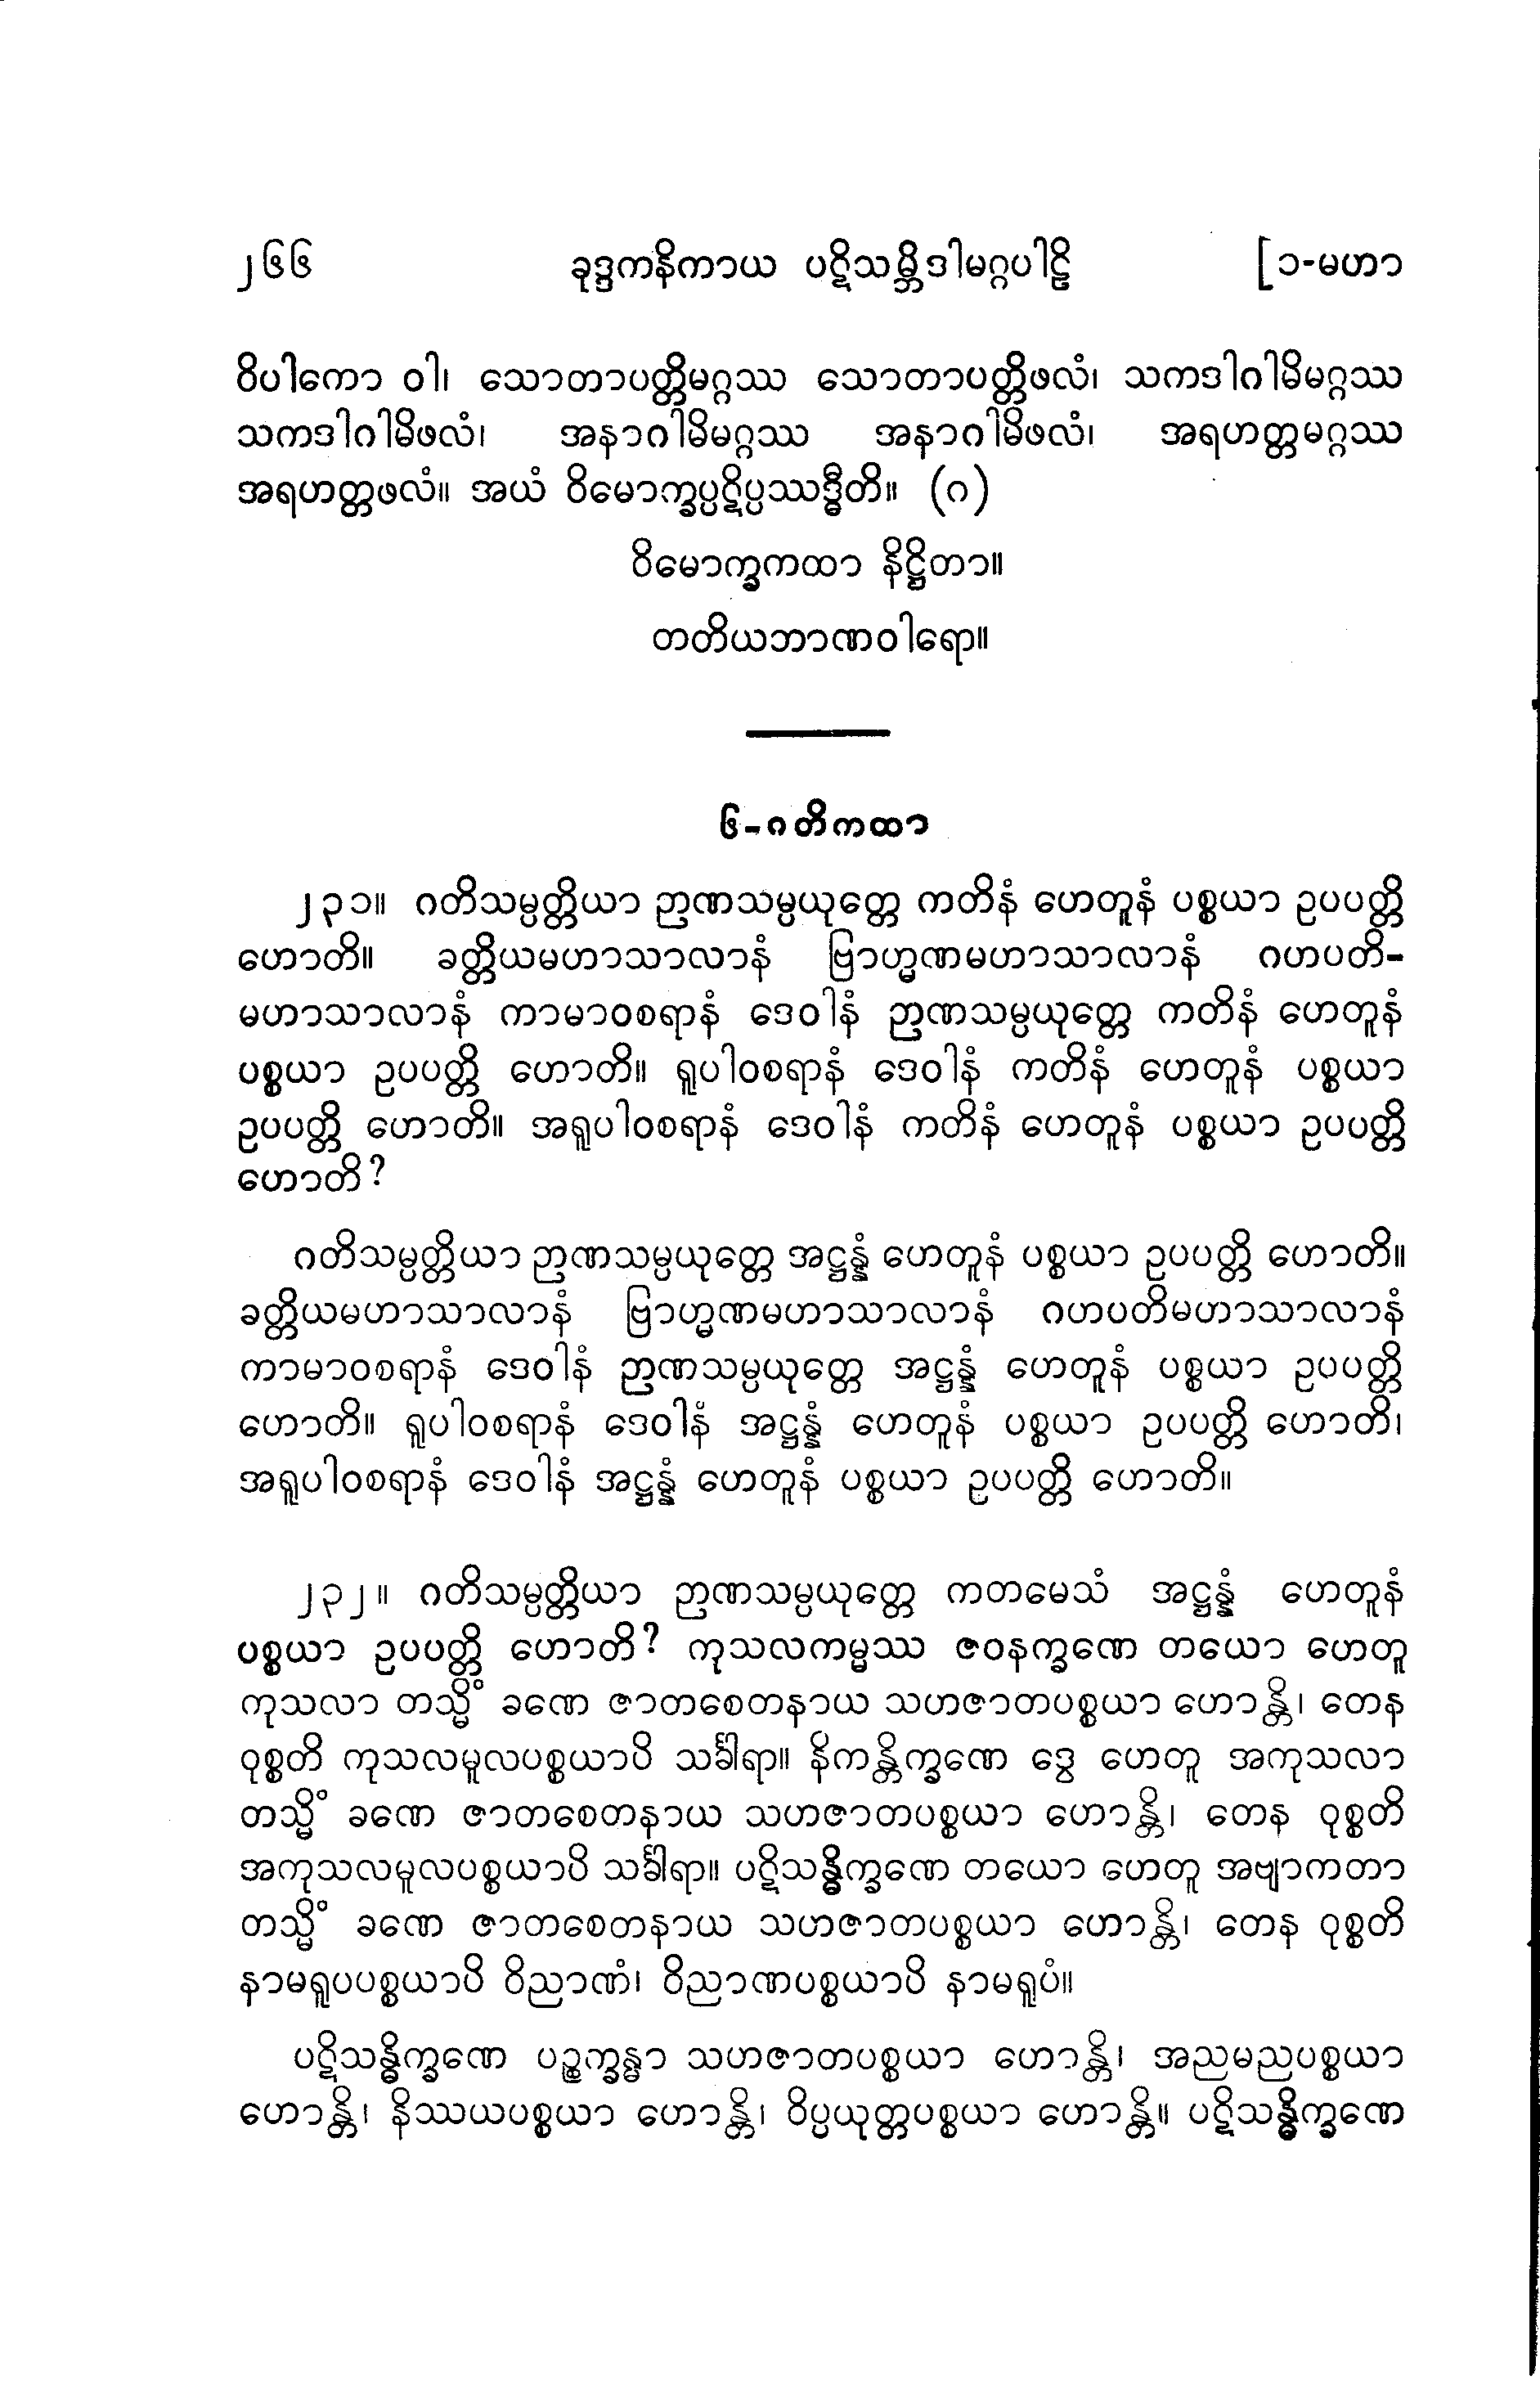 ၂၆၆ ခုဒ္ဒကနိကာယ ပဋိသမ္ဘိဒါမဂ္ဂပါဠိ [၁-မဟာ
ဝိပါကော ဝါ၊ သောတာပတ္တိမဂ္ဂဿ သောတာပတ္တိဖလံ၊ သကဒါဂါမိမဂ္ဂဿ
သကဒါဂါမိဖလံ၊ အနာဂါမိမဂ္ဂဿ အနာဂါမိဖလံ၊ အရဟတ္တမဂ္ဂဿ
အရဟတ္တဖလံ။ အယံ ဝိမောက္ခပ္ပဋိပ္ပဿဒ္ဓီတိ။ (ဂ)
ဝိမောက္ခကထာ နိဋ္ဌိတာ။
တတိယဘာဏဝါရော။
၆-ဂတိကထာ
၂၃၁။ ဂတိသမ္ပတ္တိယာ ဉာဏသမ္ပယုတ္တေ ကတိနံ ဟေတူနံ ပစ္စယာ ဥပပတ္တိ
ဟောတိ။ ခတ္တိယမဟာသာလာနံ ဗြာဟ္မဏမဟာသာလာနံ ဂဟပတိ-
မဟာသာလာနံ ကာမာဝစရာနံ ဒေဝါနံ ဉာဏသမ္ပယုတ္တေ ကတိနံ ဟေတူနံ
ပစ္စယာ ဥပပတ္တိ ဟောတိ။ ရူပါဝစရာနံ ဒေဝါနံ ကတိနံ ဟေတူနံ ပစ္စယာ
ဥပပတ္တိ ဟောတိ။ အရူပါဝစရာနံ ဒေဝါနံ ကတိနံ ဟေတူနံ ပစ္စယာ ဥပပတ္တိ
ဟောတိ?
ဂတိသမ္ပတ္တိယာ ဉာဏသမ္ပယုတ္တေ အဋ္ဌန္နံ ဟေတူနံ ပစ္စယာ ဥပပတ္တိ ဟောတိ။
ခတ္တိယမဟာသာလာနံ ဗြာဟ္မဏမဟာသာလာနံ ဂဟပတိမဟာသာလာနံ
ကာမာဝစရာနံ ဒေဝါနံ ဉာဏသမ္ပယုတ္တေ အဋ္ဌန္နံ ဟေတူနံ ပစ္စယာ ဥပပတ္တိ
ဟောတိ။ ရူပါဝစရာနံ ဒေဝါနံ အဋ္ဌန္နံ ဟေတူနံ ပစ္စယာ ဥပပတ္တိ ဟောတိ၊
အရူပါဝစရာနံ ဒေဝါနံ အဋ္ဌန္နံ ဟေတူနံ ပစ္စယာ ဥပပတ္တိ ဟောတိ။
၂၃၂။ ဂတိသမ္ပတ္တိယာ ဉာဏသမ္ပယုတ္တေ ကတမေသံ အဋ္ဌန္နံ ဟေတူနံ
ပစ္စယာ ဥပပတ္တိ ဟောတိ? ကုသလကမ္မဿ ဇဝနက္ခဏေ တယော ဟေတူ
ကုသလာ တသ္မိံ ခဏေ ဇာတစေတနာယ သဟဇာတပစ္စယာ ဟောန္တိ၊ တေန
ဝုစ္စတိ ကုသလမူလပစ္စယာပိ သင်္ခါရာ။ နိကန္တိက္ခဏေ ဒွေ ဟေတူ အကုသလာ
တသ္မိံ ခဏေ ဇာတစေတနာယ သဟဇာတပစ္စယာ ဟောန္တိ၊ တေန ဝုစ္စတိ
အကုသလမူလပစ္စယာပိ သင်္ခါရာ။ ပဋိသန္ဓိက္ခဏေ တယော ဟေတူ အဗျာကတာ
တသ္မိံ ခဏေ ဇာတစေတနာယ သဟဇာတပစ္စယာ ဟောန္တိ၊ တေန ဝုစ္စတိ
နာမရူပပစ္စယာပိ ဝိညာဏံ၊ ဝိညာဏပစ္စယာပိ နာမရူပံ။
ပဋိသန္ဓိက္ခဏေ ပဉ္စက္ခန္ဓာ သဟဇာတပစ္စယာ ဟောန္တိ၊ အညမညပစ္စယာ
ဟောန္တိ၊ နိဿယပစ္စယာ ဟောန္တိ၊ ဝိပ္ပယုတ္တပစ္စယာ ဟောန္တိ။ ပဋိသန္ဓိက္ခဏေ